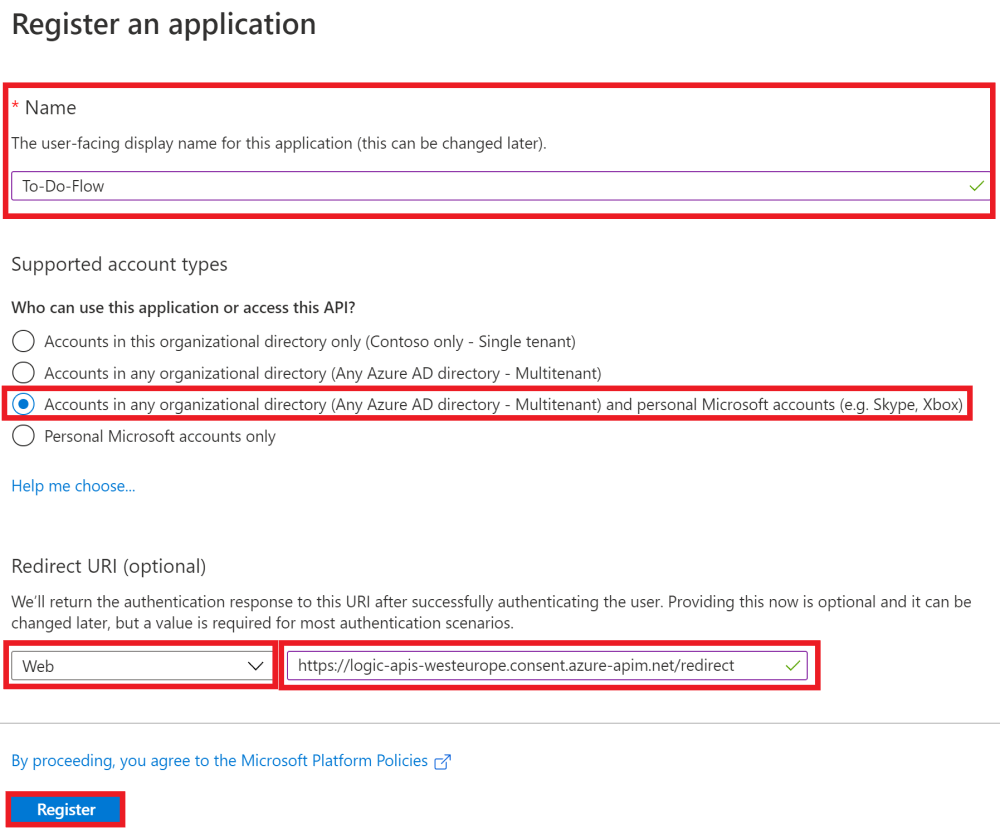 Register an application
* Name
The user-facing display name for this application (this can be changed later).
To-Do-Flow
Supported account types
Who can use this application or access this API?
Accounts in this organizational directory only (Contoso only - Single tenant)
Accounts in any organizational directory (Any Azure AD directory - Multitenant)
Accounts in any organizational directory (Any Azure AD directory - Multitenant) and personal Microsoft accounts (e.g. Skype, Xbox)
Personal Microsoft accounts only
Help me choose...
Redirect URI (optional)
We'll return the authentication response to this URI after successfully authenticating the user. Providing this now is optional and it can be
changed later, but a value is required for most authentication scenarios.
Web https://logic-apis-westeurope.consent.azure-apim.net/redirect
By proceeding, you agree to the Microsoft Platform Policies
Register